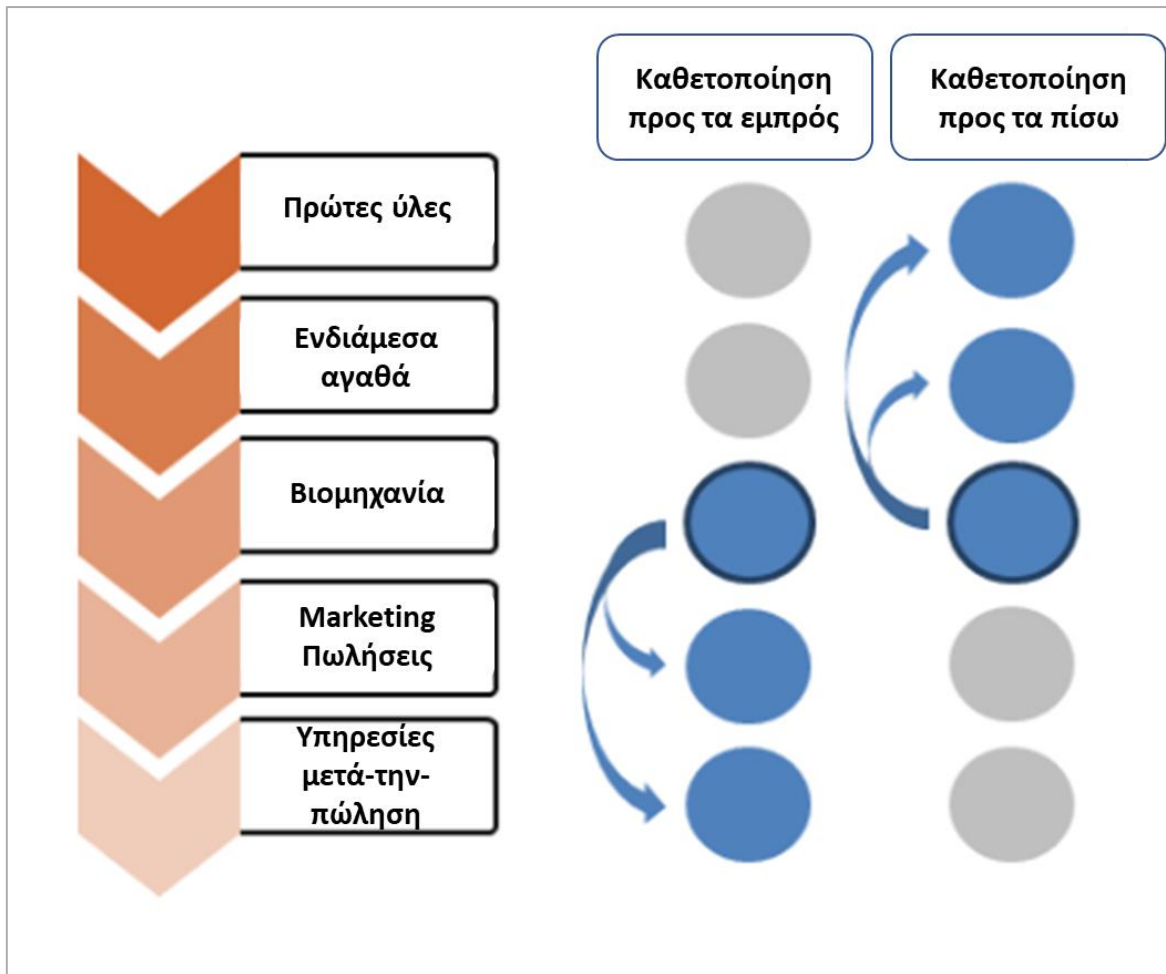 Καθετοποίηση
προς τα εμπρός
Καθετοποίηση
προς τα πίσω
Πρώτες ύλες
Ενδιάμεσα
αγαθά
Βιομηχανία
Marketing
Πωλήσεις
Υπηρεσίες
μετά-την-
πώληση